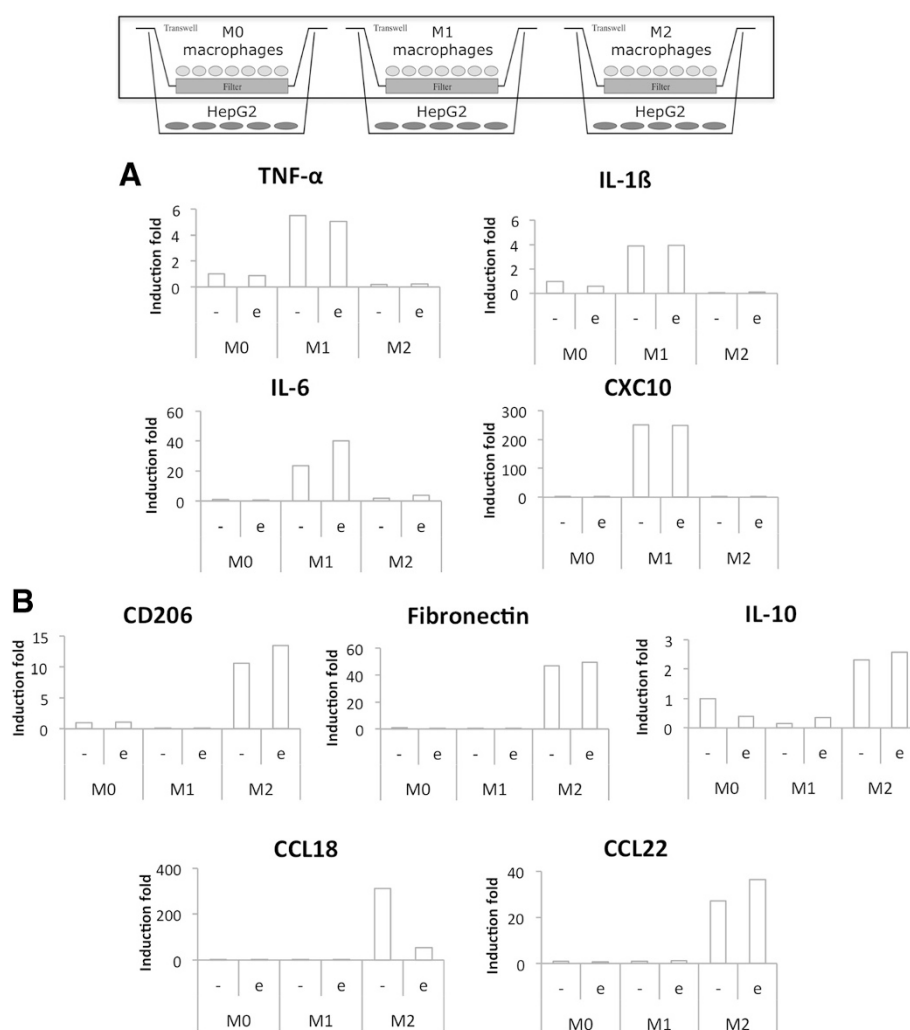 Transwell M0 macrophages Transwell M1 macrophages Transwell M2 macrophages
Filter Filter Filter
HepG2 HepG2 HepG2
A
TNF-α
Induction fold
6
4
2
0
- e - e - e
M0 M1 M2
IL-1ß
Induction fold
6
4
2
0
- e - e - e
M0 M1 M2
IL-6
Induction fold
60
40
20
0
- e - e - e
M0 M1 M2
CXC10
Induction fold
300
200
100
0
- e - e - e
M0 M1 M2
B
CD206
Induction fold
15
10
5
0
- e - e - e
M0 M1 M2
Fibronectin
Induction fold
60
40
20
0
- e - e - e
M0 M1 M2
IL-10
Induction fold
3
2
1
0
- e - e - e
M0 M1 M2
CCL18
Induction fold
400
200
0
- e - e - e
M0 M1 M2
CCL22
Induction fold
40
20
0
- e - e - e
M0 M1 M2